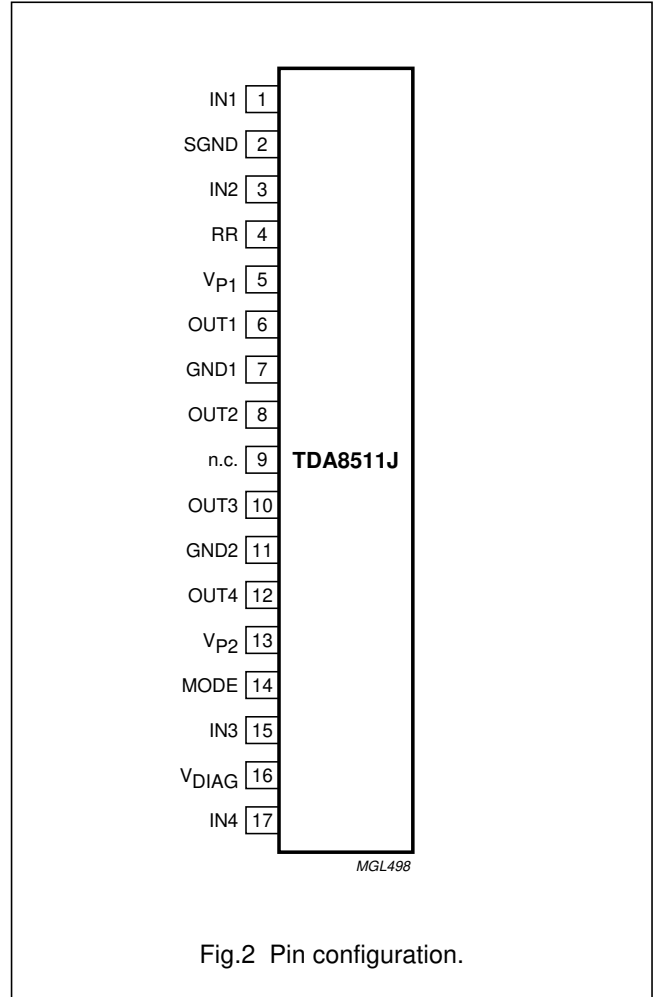 IN1 1
SGND 2
IN2 3
RR 4
VP1 5
OUT1 6
GND1 7
OUT2 8
n.c. 9 TDA8511J
OUT3 10
GND2 11
OUT4 12
VP2 13
MODE 14
IN3 15
VDIAG 16
IN4 17
MGL498
Fig.2 Pin configuration.